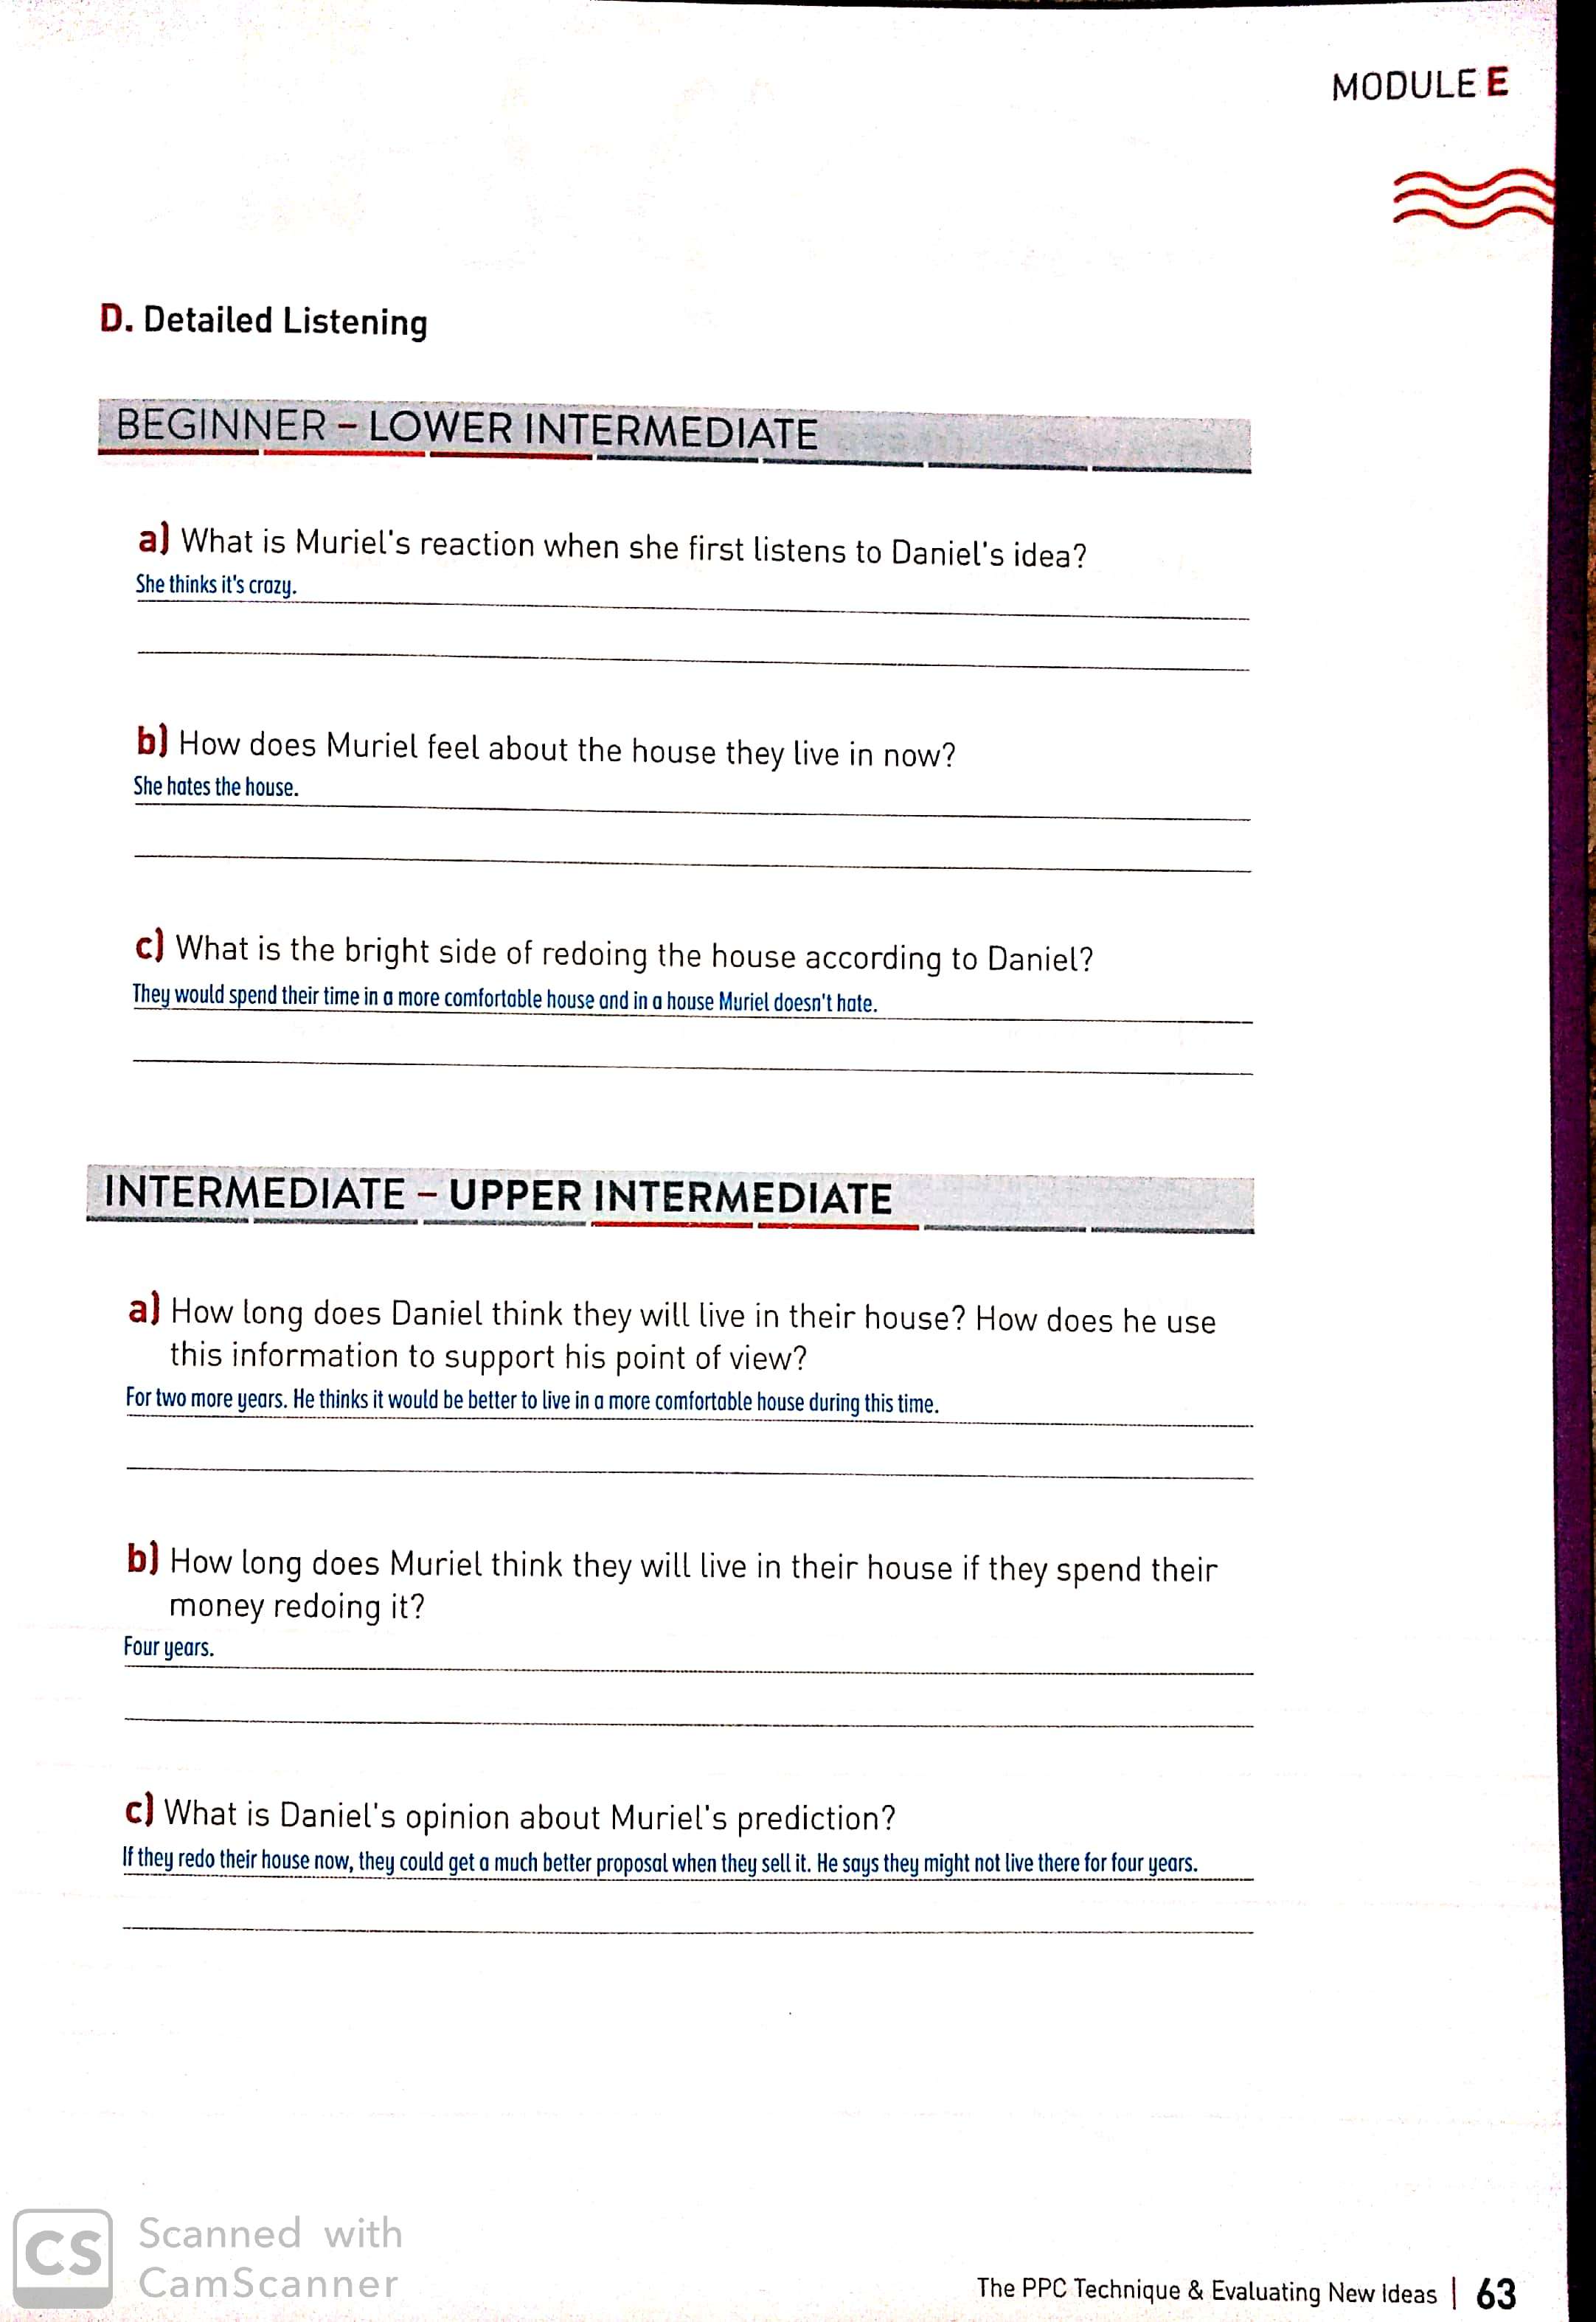 MODULE E
D. Detailed Listening
BEGINNER – LOWER INTERMEDIATE
a) What is Muriel's reaction when she first listens to Daniel's idea?
She thinks it's crazy.
b) How does Muriel feel about the house they live in now?
She hates the house.
c) What is the bright side of redoing the house according to Daniel?
They would spend their time in a more comfortable house and in a house Muriel doesn't hate.
INTERMEDIATE – UPPER INTERMEDIATE
a) How long does Daniel think they will live in their house? How does he use
this information to support his point of view?
For two more years. He thinks it would be better to live in a more comfortable house during this time.
b) How long does Muriel think they will live in their house if they spend their
money redoing it?
Four years.
c) What is Daniel's opinion about Muriel's prediction?
If they redo their house now, they could get a much better proposal when they sell it. He says they might not live there for four years.
CS Scanned with
CamScanner
The PPC Technique & Evaluating New Ideas | 63